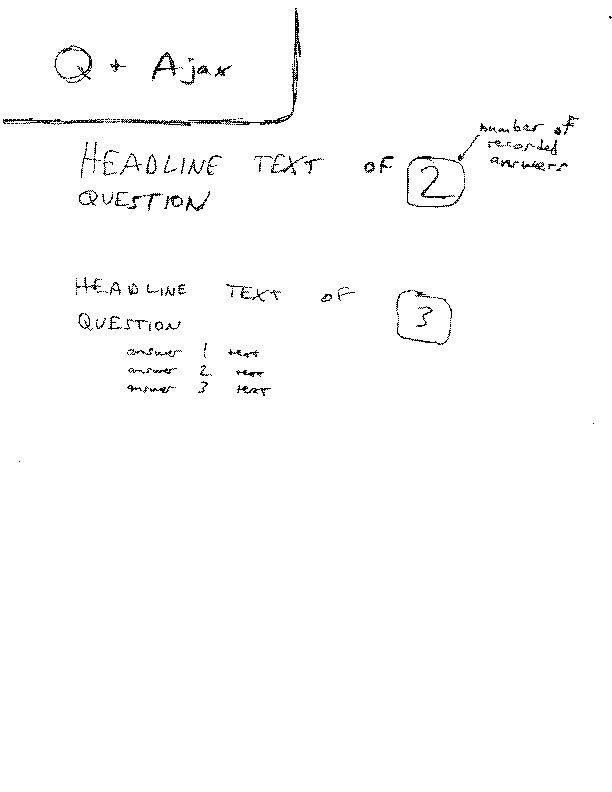 Q + Ajax
number of
recorded
answers
HEADLINE TEXT OF 2
QUESTION
HEADLINE TEXT OF
QUESTION 3
answer 1 text
answer 2 text
answer 3 text